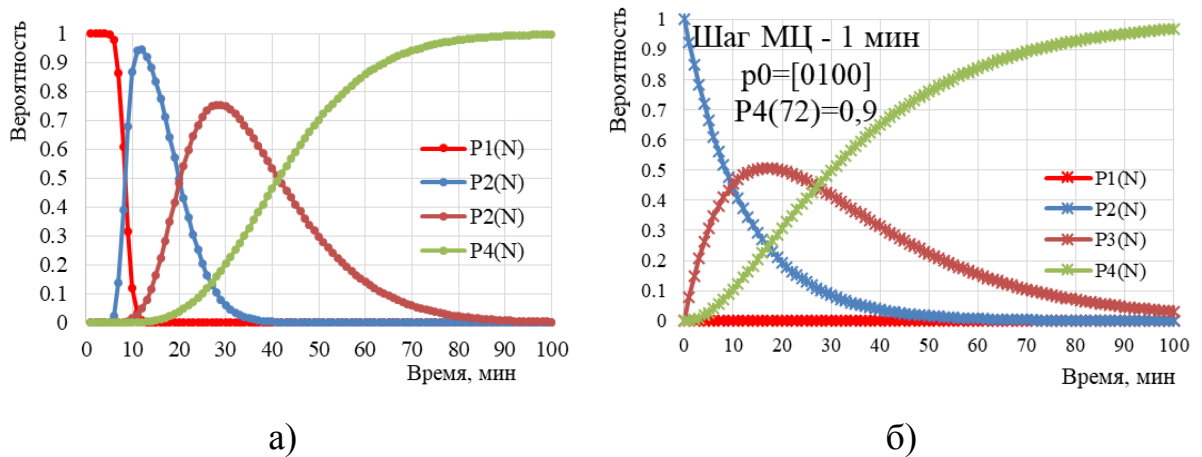 Вероятность
1
0.9
0.8
0.7
0.6
0.5
0.4
0.3
0.2
0.1
0
P1(N)
P2(N)
P2(N)
P4(N)
0 10 20 30 40 50 60 70 80 90 100
Время, мин
а)
Вероятность
1
0.9
0.8
0.7
0.6
0.5
0.4
0.3
0.2
0.1
0
Шаг МЦ - 1 мин
p0=[0100]
P4(72)=0,9
P1(N)
P2(N)
P3(N)
P4(N)
0 10 20 30 40 50 60 70 80 90 100
Время, мин
б)